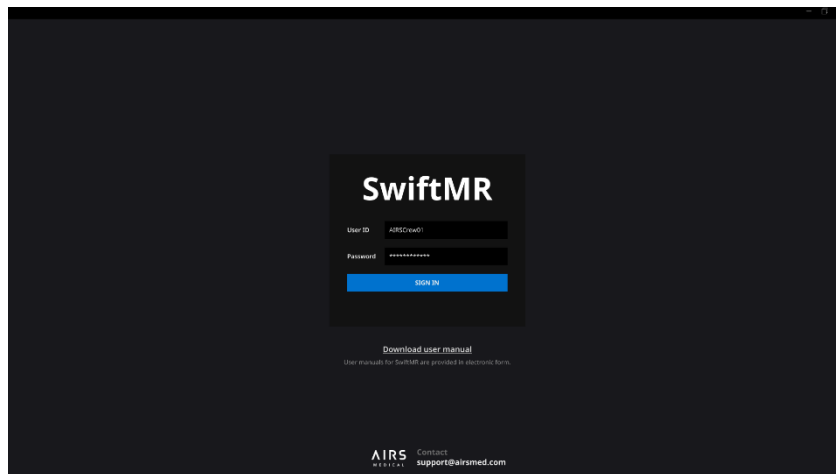 SwiftMR
User ID AIRSCrew01
Password ************
SIGN IN
Download user manual
User manuals for SwiftMR are provided in electronic form.
AIRS
MEDICAL
Contact
support@airsmed.com